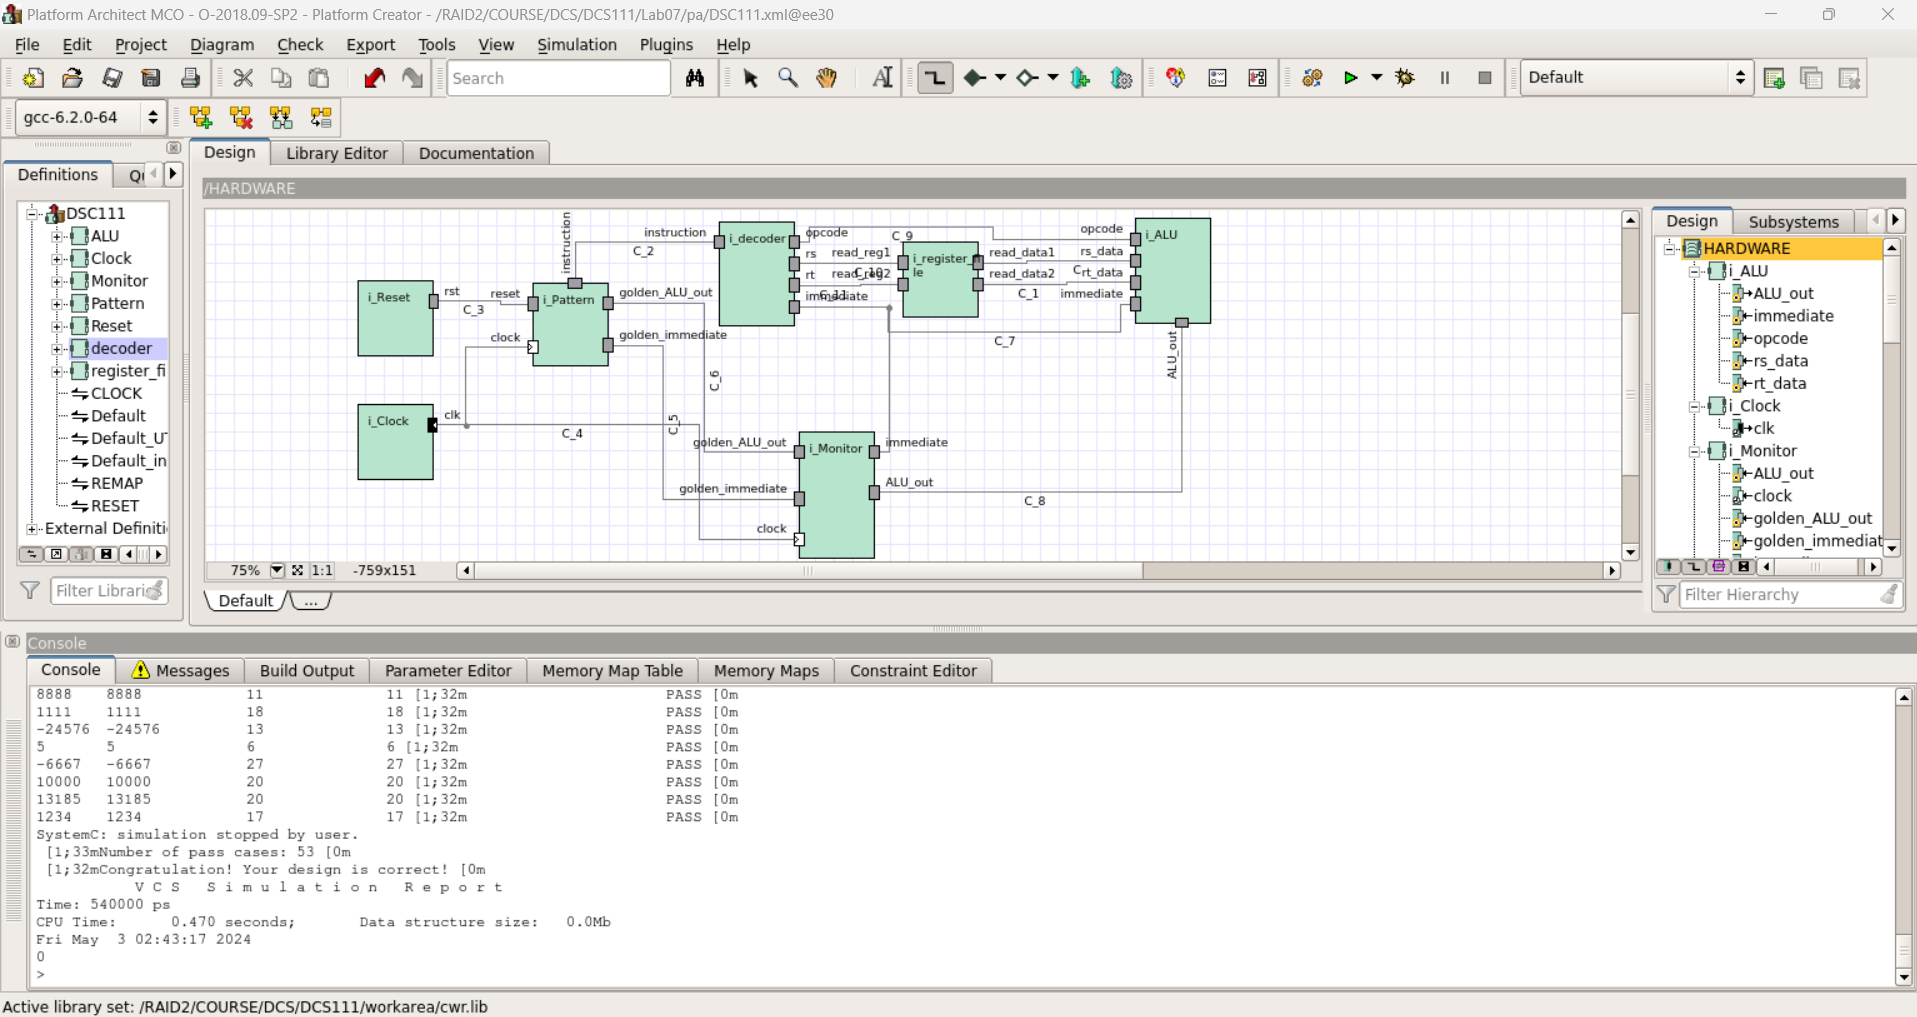 Platform Architect MCO - O-2018.09-SP2 - Platform Creator - /RAID2/COURSE/DCS/DCS111/Lab07/pa/DSC111.xml@ee30
File Edit Project Diagram Check Export Tools View Simulation Plugins Help
Search
Default
gcc-6.2.0-64
Definitions
Design Library Editor Documentation
/HARDWARE
DSC111
ALU
Clock
Monitor
Pattern
Reset
decoder
register_fi
CLOCK
Default
Default_U
Default_in
REMAP
RESET
External Definiti
Filter Librari
i_Reset
rst
reset
C_3
instruction
i_Pattern
clock
golden_ALU_out
golden_immediate
instruction
C_2
i_decoder
opcode
rs
rt
immediate
C_9
read_reg1
read_reg2
C_10
C_11
i_register_
le
read_data1
read_data2
C_1
opcode
rs_data
rt_data
immediate
i_ALU
C_7
ALU_out
C_6
C_5
i_Clock
clk
C_4
golden_ALU_out
golden_immediate
clock
i_Monitor
immediate
ALU_out
C_8
75% 1:1 -759x151
Default ...
Design Subsystems
HARDWARE
i_ALU
ALU_out
immediate
opcode
rs_data
rt_data
i_Clock
clk
i_Monitor
ALU_out
clock
golden_ALU_out
golden_immediat
Filter Hierarchy
Console
Console Messages Build Output Parameter Editor Memory Map Table Memory Maps Constraint Editor
8888 8888 11 11 [1;32m PASS [0m
1111 1111 18 18 [1;32m PASS [0m
-24576 -24576 13 13 [1;32m PASS [0m
5 5 6 6 [1;32m PASS [0m
-6667 -6667 27 27 [1;32m PASS [0m
10000 10000 20 20 [1;32m PASS [0m
13185 13185 20 20 [1;32m PASS [0m
1234 1234 17 17 [1;32m PASS [0m
SystemC: simulation stopped by user.
[1;33mNumber of pass cases: 53 [0m
[1;32mCongratulation! Your design is correct! [0m
V C S S i m u l a t i o n R e p o r t
Time: 540000 ps
CPU Time: 0.470 seconds; Data structure size: 0.0Mb
Fri May 3 02:43:17 2024
0
>
Active library set: /RAID2/COURSE/DCS/DCS111/workarea/cwr.lib